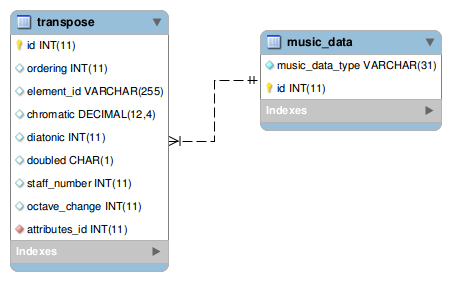 transpose
id INT(11)
ordering INT(11)
element_id VARCHAR(255)
chromatic DECIMAL(12,4)
diatonic INT(11)
doubled CHAR(1)
staff_number INT(11)
octave_change INT(11)
attributes_id INT(11)
Indexes
music_data
music_data_type VARCHAR(31)
id INT(11)
Indexes